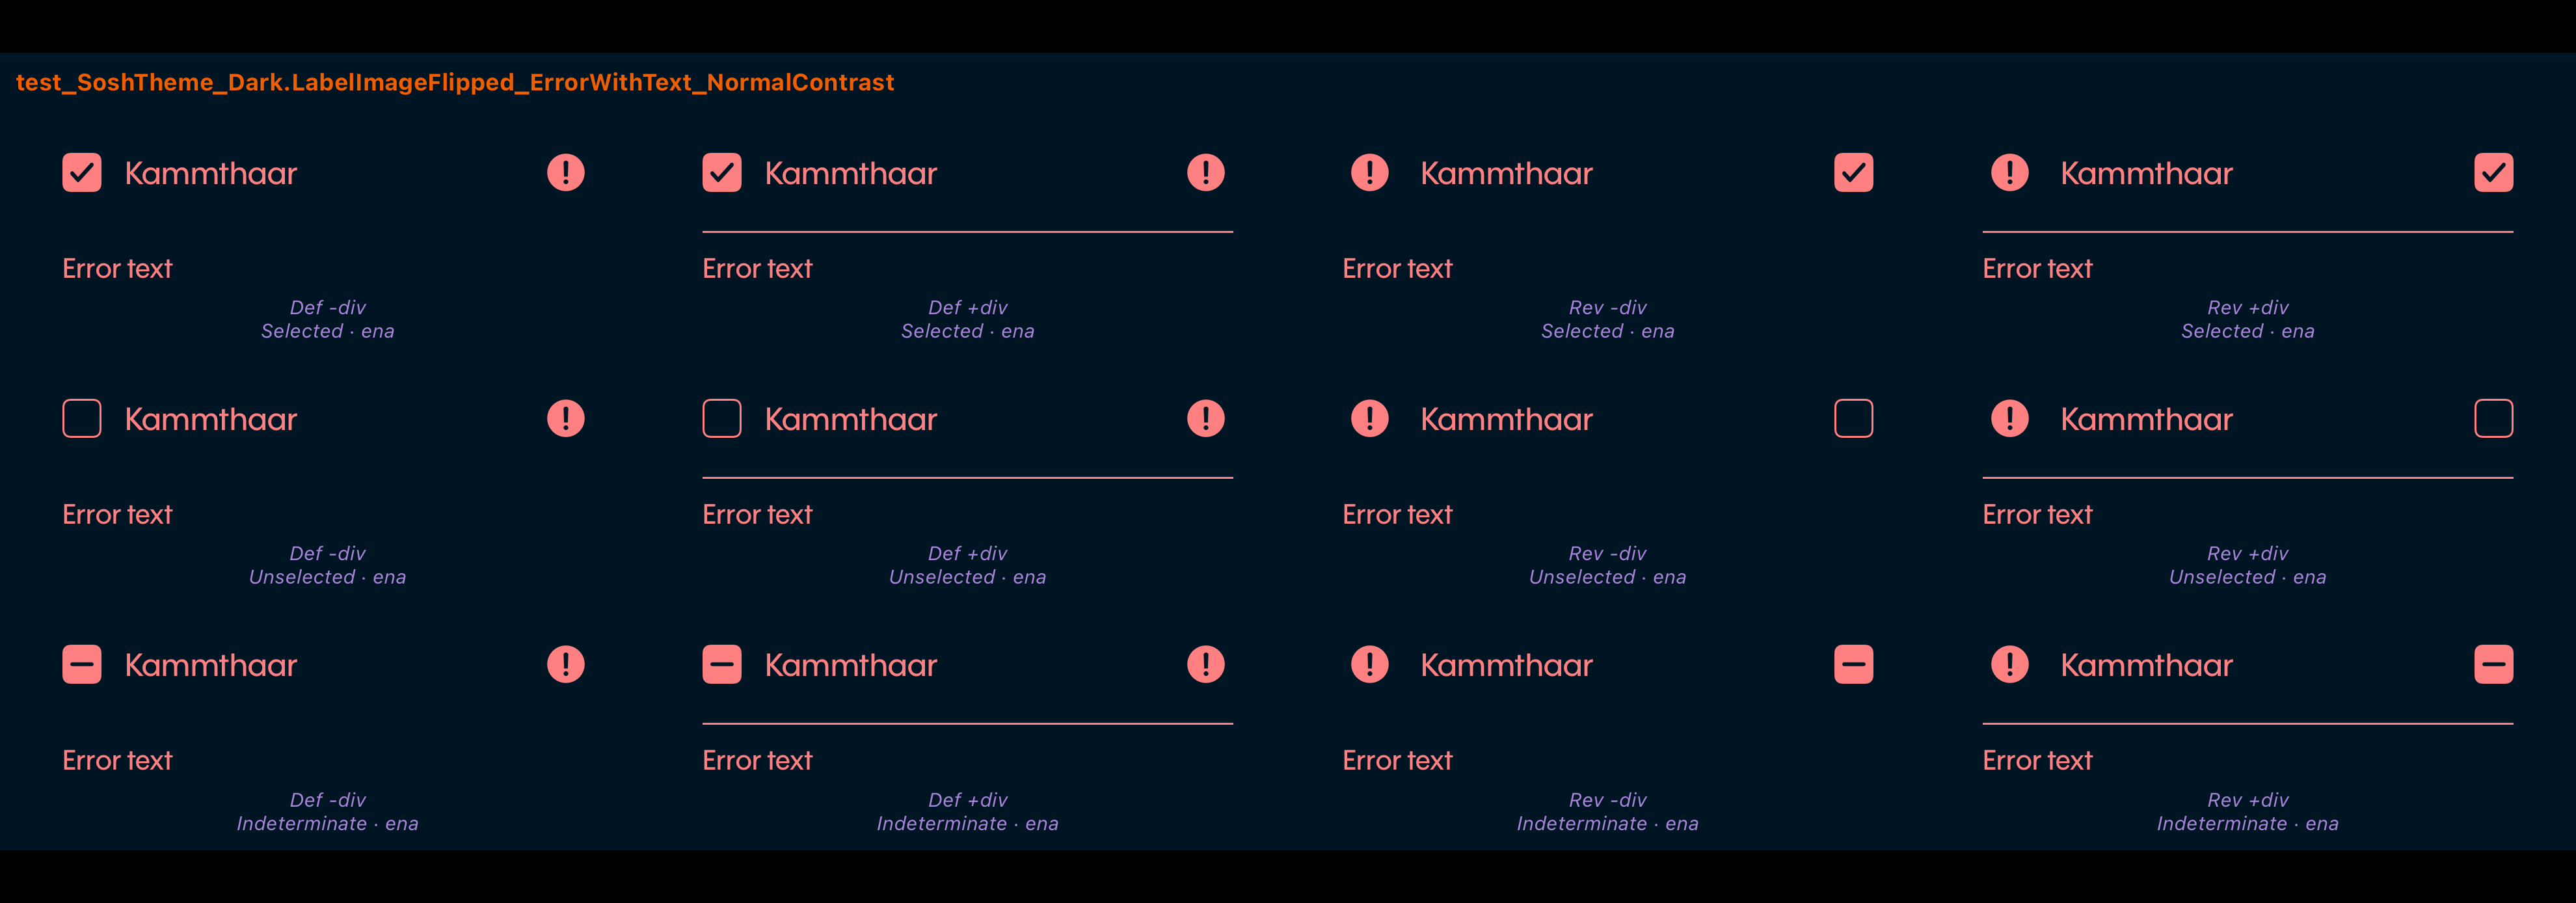 test_SoshTheme_Dark.LabelImageFlipped_ErrorWithText_NormalContrast
Kammthaar
Kammthaar
Kammthaar
Kammthaar
Error text
Error text
Error text
Error text
Def -div
Selected · ena
Def +div
Selected · ena
Rev -div
Selected · ena
Rev +div
Selected · ena
Kammthaar
Kammthaar
Kammthaar
Kammthaar
Error text
Error text
Error text
Error text
Def -div
Unselected · ena
Def +div
Unselected · ena
Rev -div
Unselected · ena
Rev +div
Unselected · ena
Kammthaar
Kammthaar
Kammthaar
Kammthaar
Error text
Error text
Error text
Error text
Def -div
Indeterminate · ena
Def +div
Indeterminate · ena
Rev -div
Indeterminate · ena
Rev +div
Indeterminate · ena